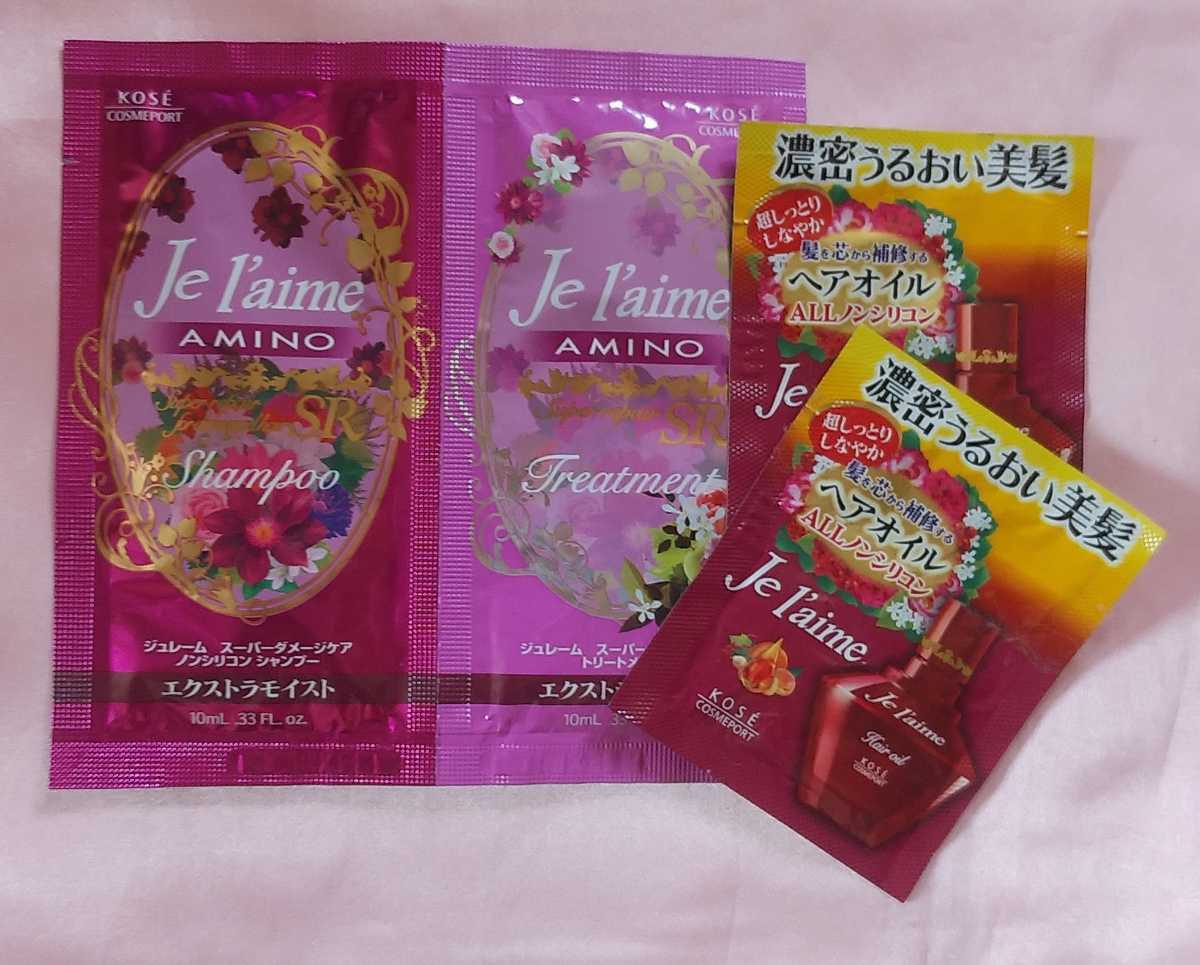 KOSÉ
COSMEPORT
Je l'aime
AMINO
SR
Shampoo
ジュレーム スーパーダメージケア
ノンシリコン シャンプー
エクストラモイスト
10mL .33 FL. oz.
KOSÉ
Je l'aime
AMINO
SR
Treatment
ジュレーム スーパー
エクスト
10mL
濃密うるおい美髪
超しっとり
しなやか
髪を芯から補修する
ヘアオイル
ALLノンシリコン
Je
濃密うるおい美髪
超しっとり
しなやか
髪を芯から補修する
ヘアオイル
ALLノンシリコン
Je l'aime
KOSÉ
COSMEPORT
Je l'aime
Hair oil
KOSÉ
COSMEPORT